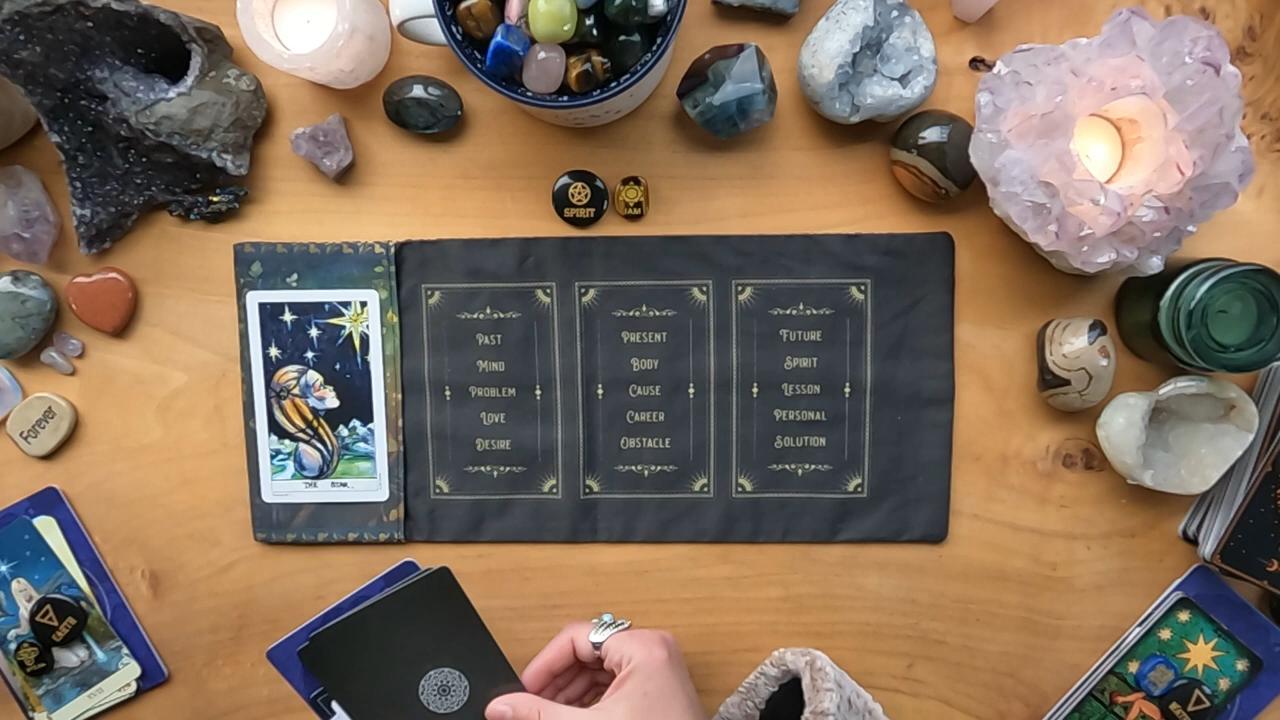 SPIRIT
I AM
PAST
MIND
PROBLEM
LOVE
DESIRE
PRESENT
BODY
CAUSE
CAREER
OBSTACLE
FUTURE
SPIRIT
LESSON
PERSONAL
SOLUTION
THE STAR.
Forever
EARTH